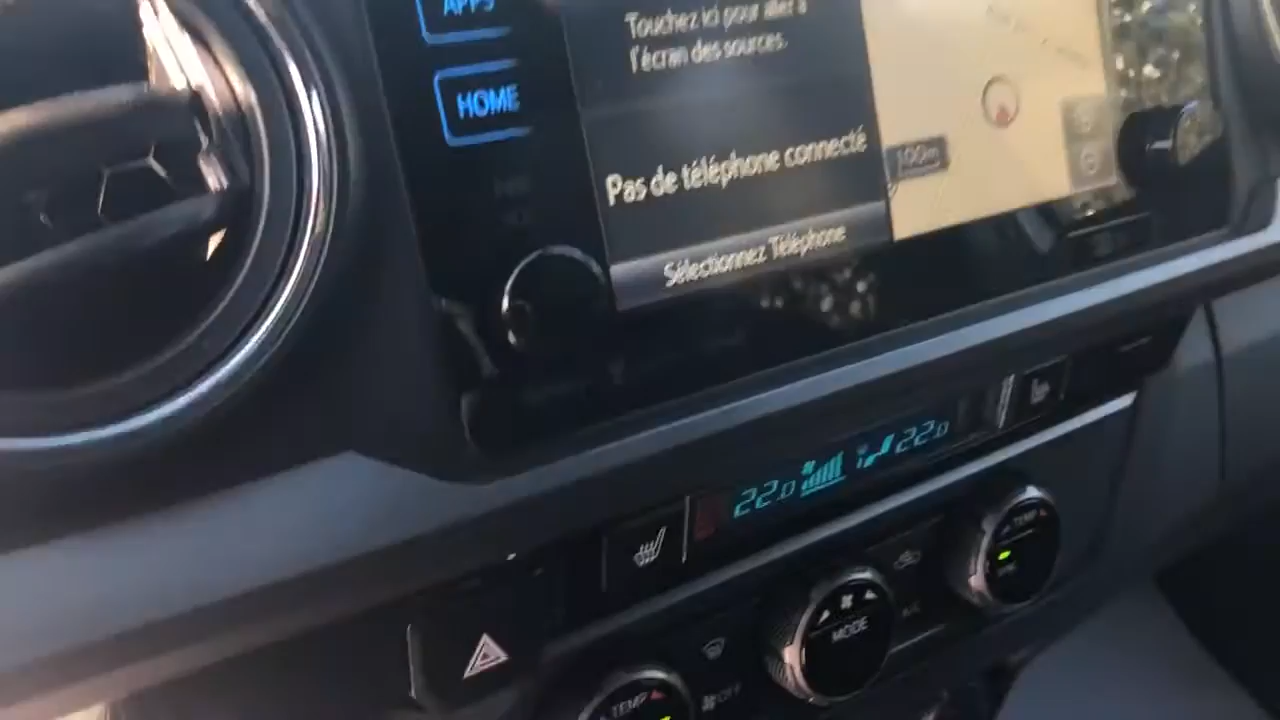 APPS
HOME
Touchez ici pour aller à
l'écran des sources.
Pas de téléphone connecté
Sélectionnez Téléphone
100m
22.0
22.0
TEMP
MODE
TEMP
OFF